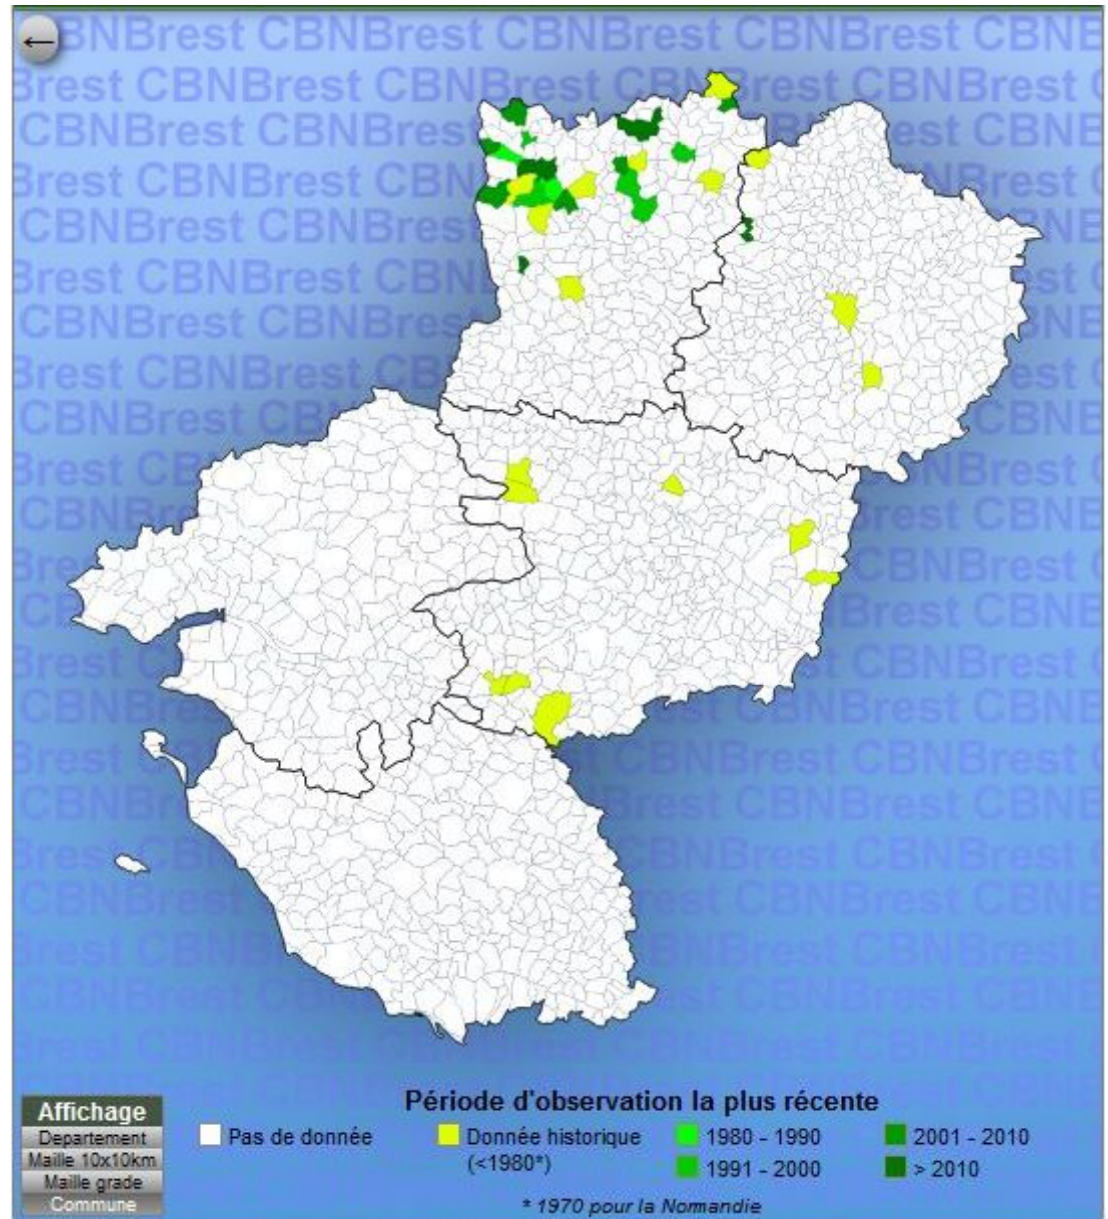 ←
CBNBrest CBNBrest CBNBrest
Affichage
Departement
Maille 10x10km
Maille grade
Commune
Période d'observation la plus récente
Pas de donnée
Donnée historique
(<1980*)
1980 - 1990
1991 - 2000
2001 - 2010
> 2010
* 1970 pour la Normandie